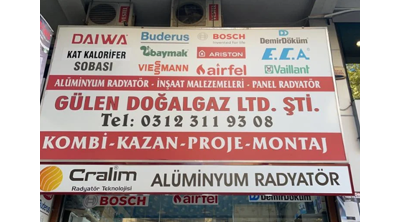 DAIWA Buderus BOSCH DemirDöküm
KAT KALORİFER baymak ARISTON E.C.A.
SOBASI VIESMANN airfel Vaillant
ALÜMİNYUM RADYATÖR - İNŞAAT MALEZEMELERİ - PANEL RADYATÖR
GÜLEN DOĞALGAZ LTD. ŞTİ.
Tel: 0312 311 93 08
KOMBİ-KAZAN-PROJE-MONTAJ
Cralim ALÜMİNYUM RADYATÖR
Radyatör Teknolojisi
BOSCH airfel DemirDöküm